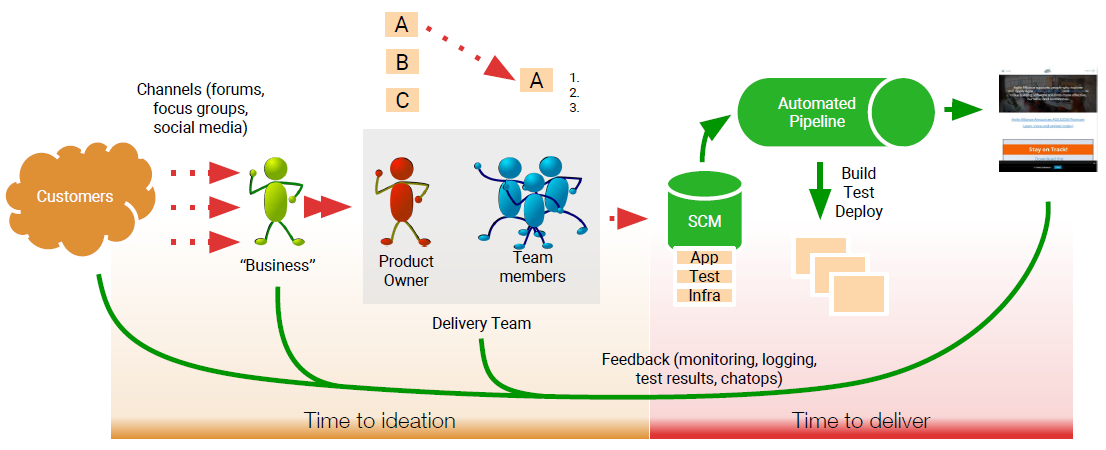 A
B
C
A
1.
2.
3.
Channels (forums,
focus groups,
social media)
Customers
“Business”
Product
Owner
Team
members
Delivery Team
SCM
App
Test
Infra
Automated
Pipeline
Build
Test
Deploy
Stay on Track!
Feedback (monitoring, logging,
test results, chatops)
Time to ideation
Time to deliver